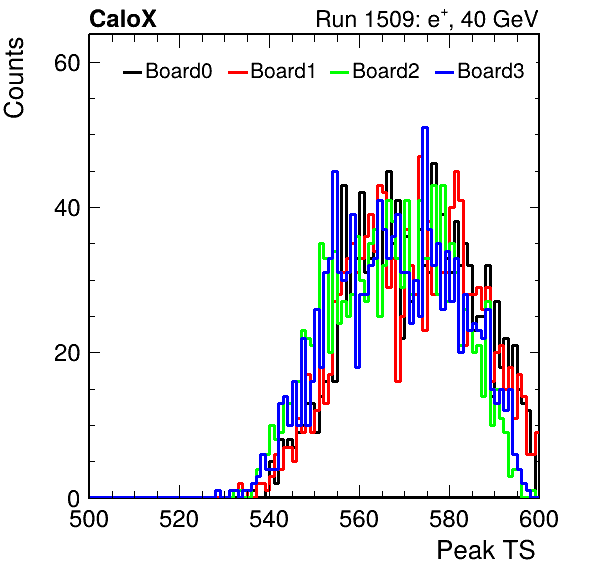 CaloX Run 1509: e⁺, 40 GeV
Counts
60
Board0 Board1 Board2 Board3
40
20
0
500 520 540 560 580 600
Peak TS